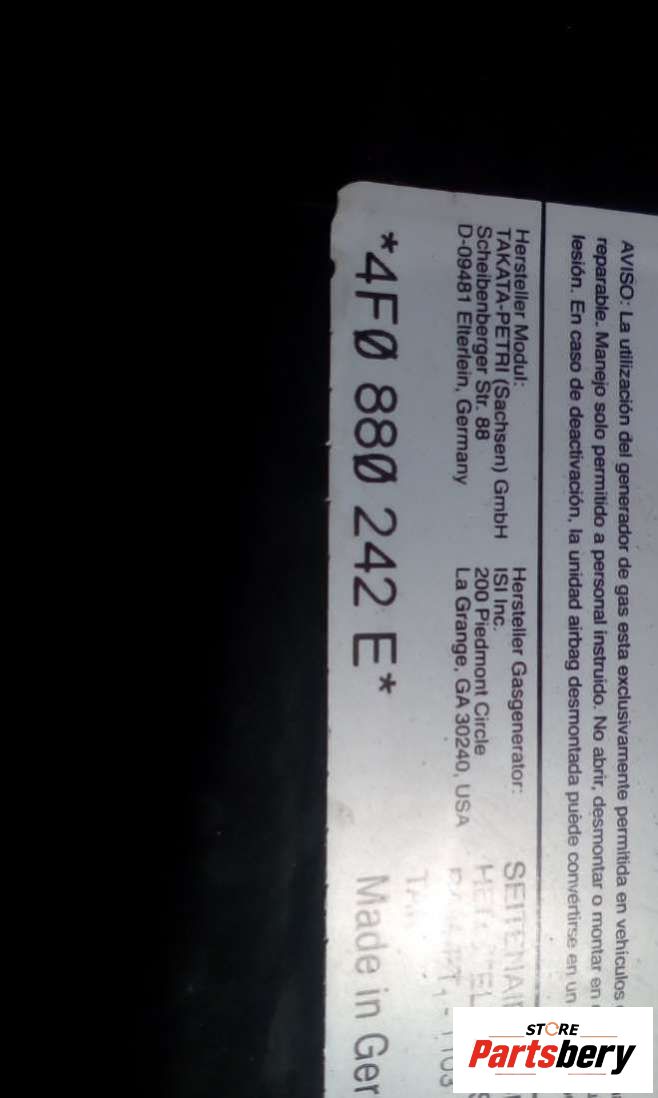 AVISO: La utilización del generador de gas esta exclusivamente permitida en vehículos
reparable. Manejo solo permitido a personal instruido. No abrir, desmontar o montar en
lesión. En caso de deactivación, la unidad airbag desmontada puede convertirse en un
Hersteller Modul:
TAKATA-PETRI (Sachsen) GmbH
Scheibenberger Str. 88
D-09481 Elterlein, Germany
Hersteller Gasgenerator:
ISI Inc.
200 Piedmont Circle
La Grange, GA 30240, USA
*4F0 880 242 E*
Made in Ger
STORE
Partsbery